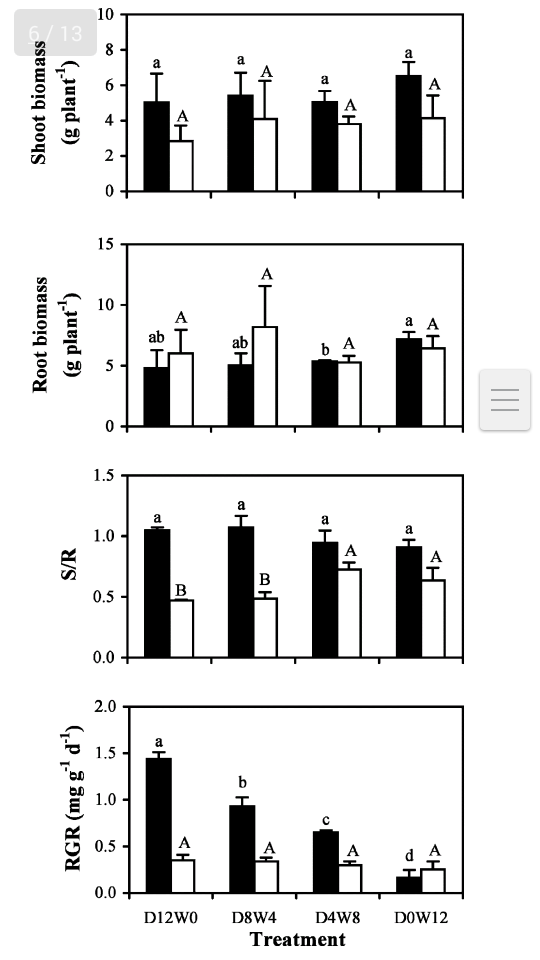 6 / 13
Shoot biomass
(g plant⁻¹)
10
8
6
4
2
0
a
A
a
A
a
A
a
A
Root biomass
(g plant⁻¹)
15
10
5
0
ab
A
ab
A
b
A
a
A
S/R
1.5
1.0
0.5
0.0
a
B
a
B
a
A
a
A
RGR (mg g⁻¹ d⁻¹)
2.0
1.5
1.0
0.5
0.0
a
A
b
A
c
A
d
A
D12W0 D8W4 D4W8 D0W12
Treatment